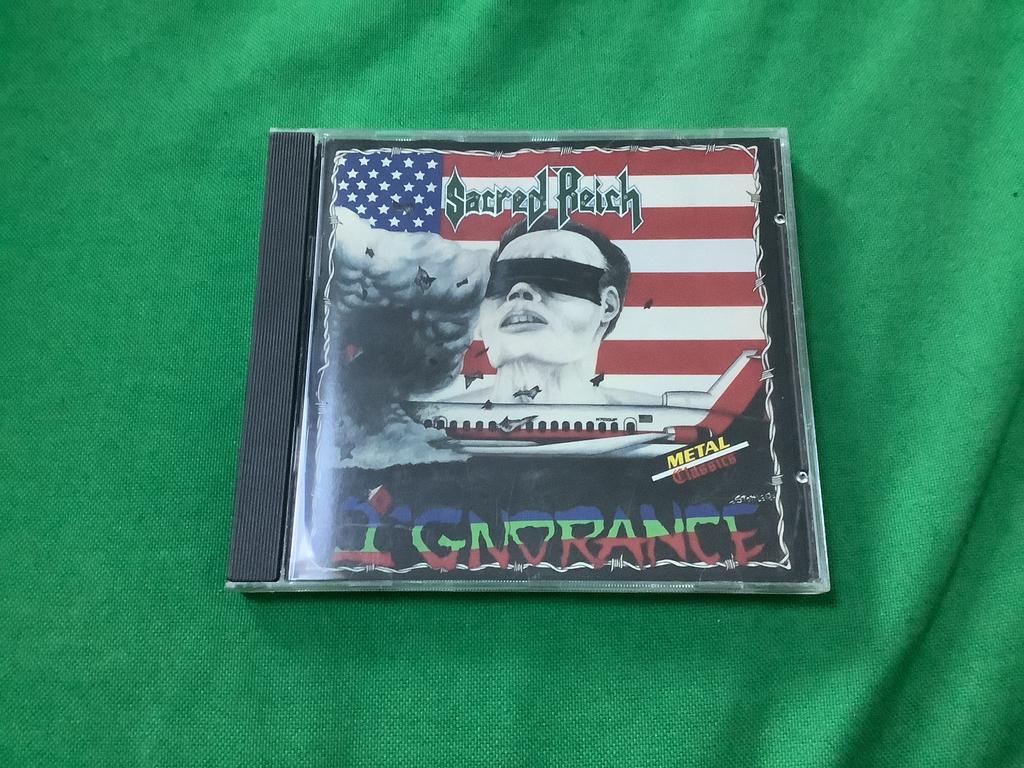 Sacred Reich
METAL
Classics
IGNORANCE